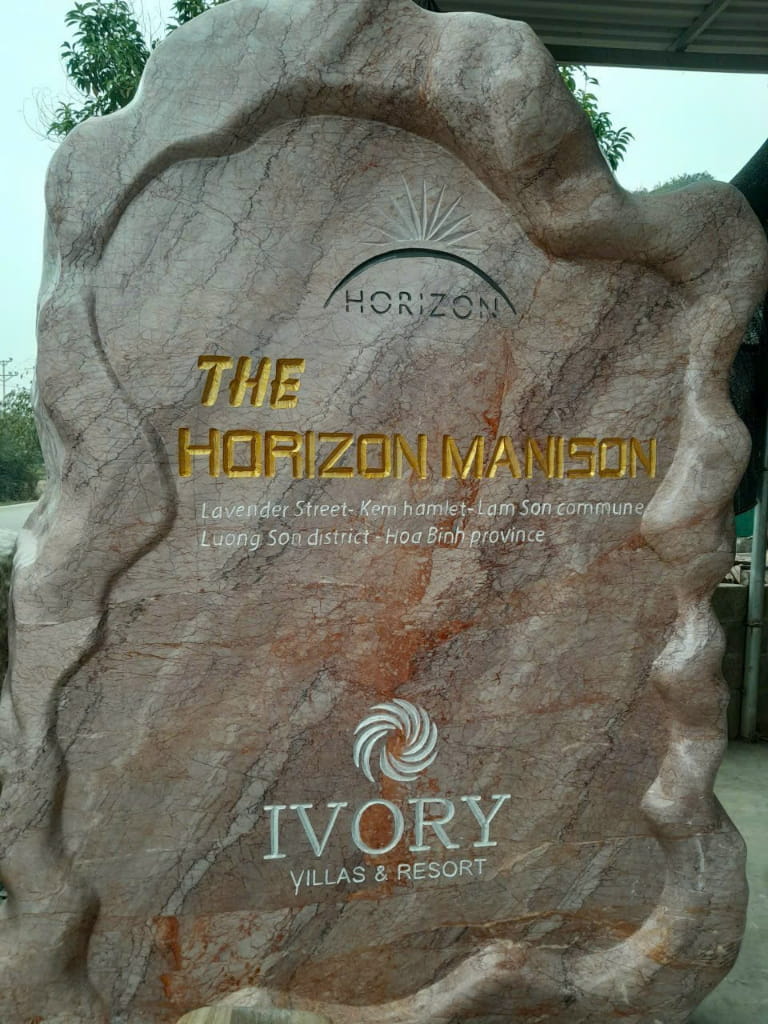 HORIZON
THE
HORIZON MANISON
Lavender Street- Kem hamlet- Lam Son commune
Luong Son district - Hoa Binh province
IVORY
VILLAS & RESORT